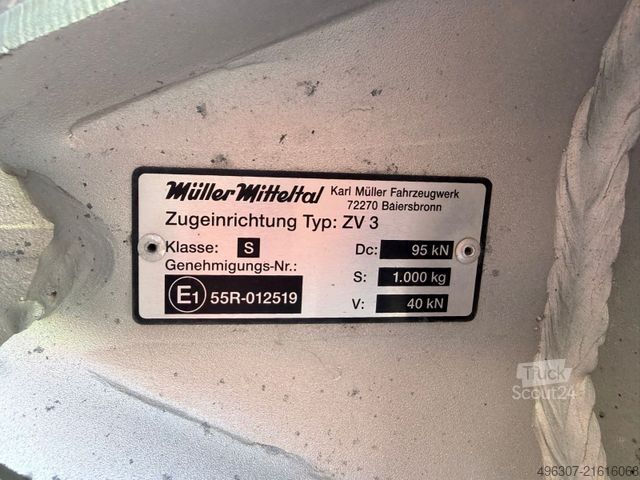 Müller Mitteltal Karl Müller Fahrzeugwerk
72270 Baiersbronn
Zugeinrichtung Typ: ZV 3
Klasse: S Dc: 95 kN
Genehmigungs-Nr.: S: 1.000 kg
E1 55R-012519 V: 40 kN
Truck
Scout24
496307-21616068